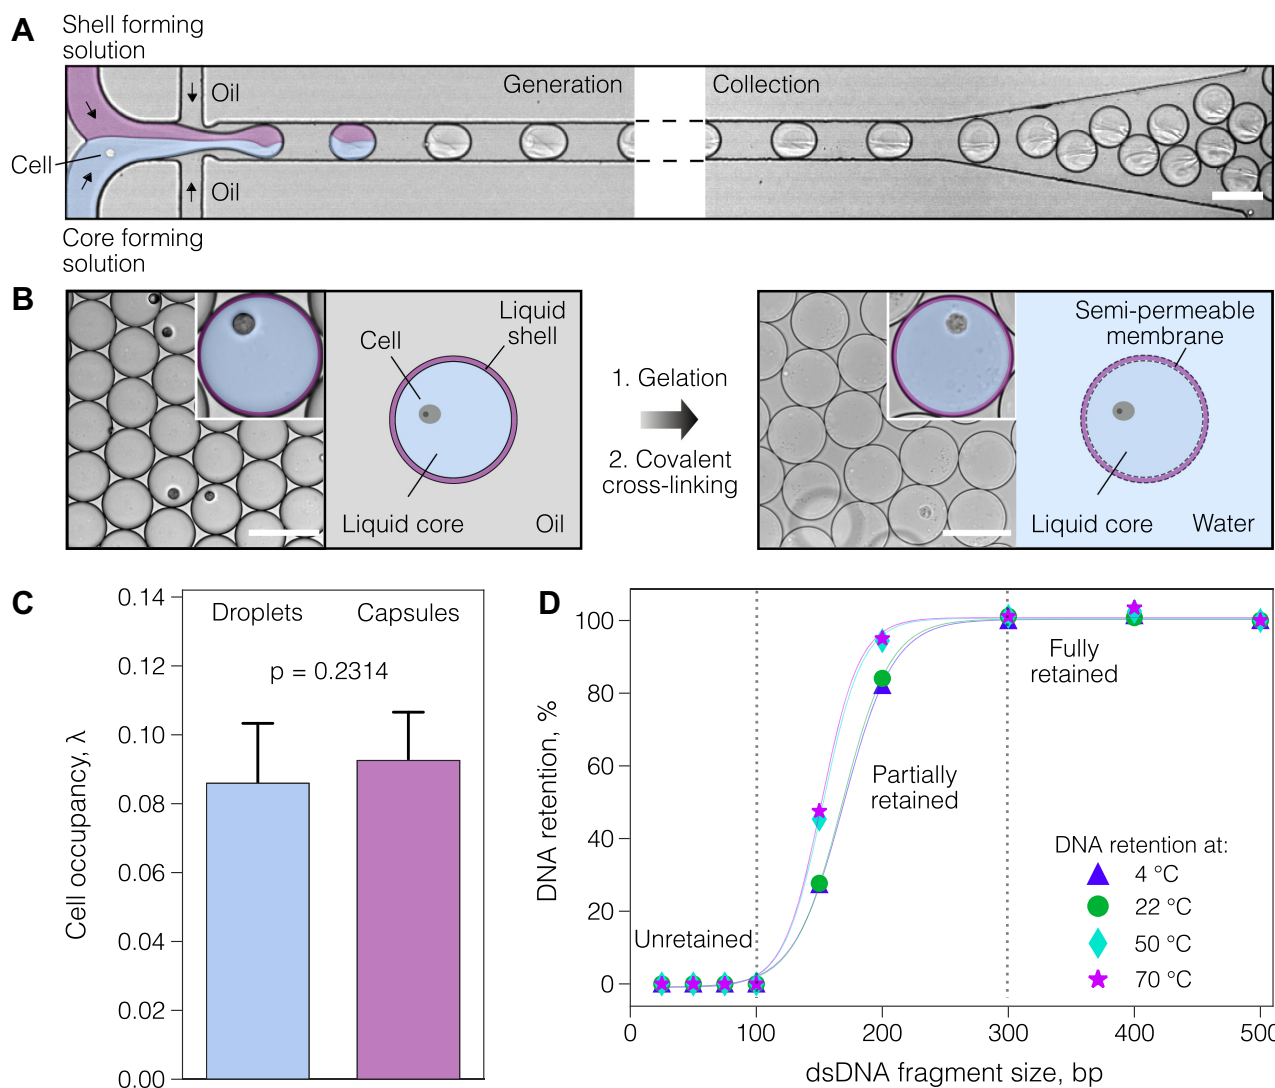 A
Shell forming
solution
Oil
Generation
Collection
Cell
Oil
Core forming
solution
B
Cell
Liquid
shell
Liquid core
Oil
1. Gelation
2. Covalent
cross-linking
Semi-permeable
membrane
Liquid core
Water
C
Cell occupancy, λ
0.14
0.12
0.10
0.08
0.06
0.04
0.02
0.00
Droplets
Capsules
p = 0.2314
D
DNA retention, %
100
80
60
40
20
0
Unretained
Partially
retained
Fully
retained
DNA retention at:
4 °C
22 °C
50 °C
70 °C
0
100
200
300
400
500
dsDNA fragment size, bp